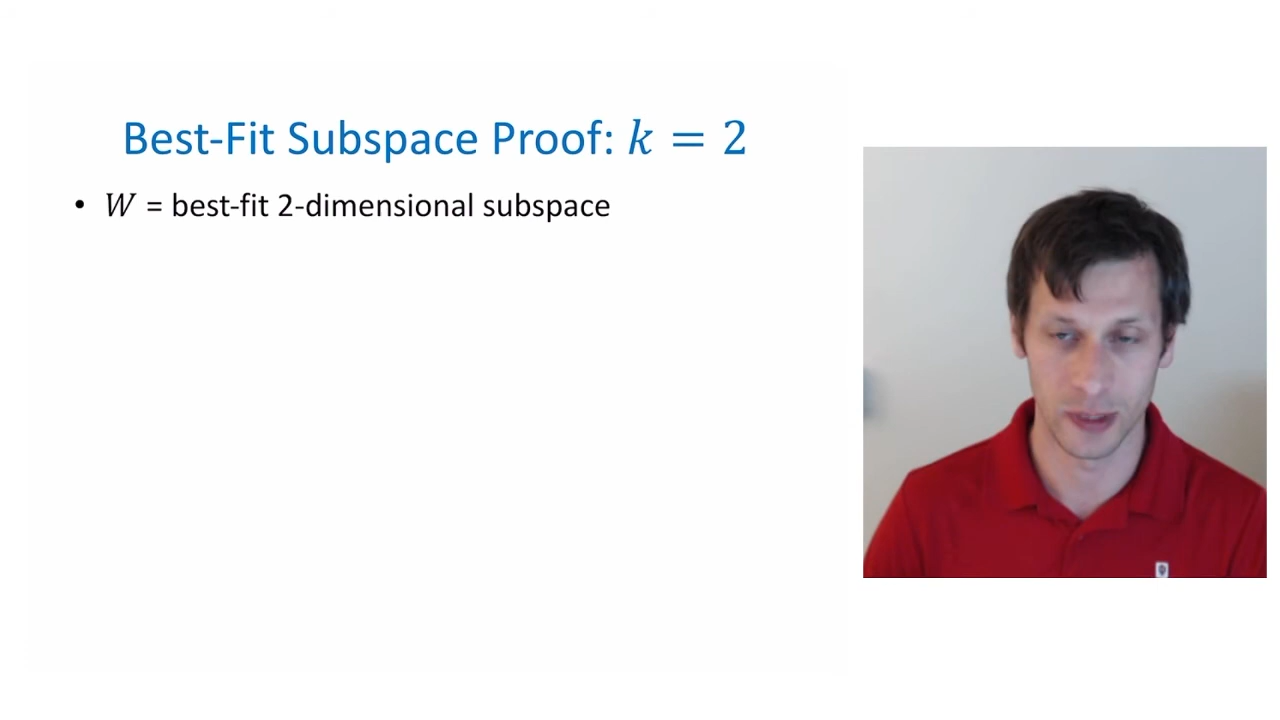 Best-Fit Subspace Proof: k = 2
• W = best-fit 2-dimensional subspace